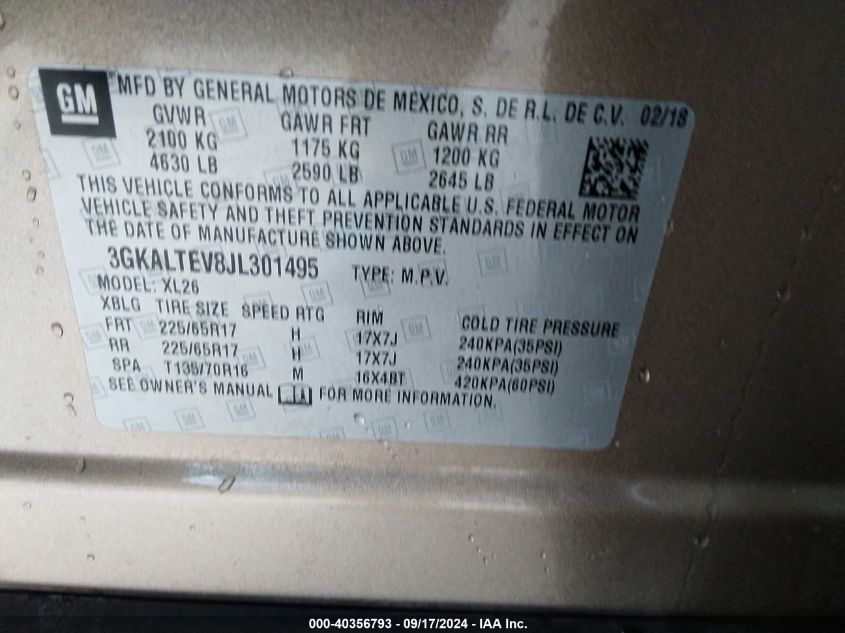 GM
MFD BY GENERAL MOTORS DE MEXICO, S. DE R.L. DE C.V. 02/18
GVWR GAWR FRT GAWR RR
2100 KG 1175 KG 1200 KG
4630 LB 2590 LB 2645 LB
THIS VEHICLE CONFORMS TO ALL APPLICABLE U.S. FEDERAL MOTOR
VEHICLE SAFETY AND THEFT PREVENTION STANDARDS IN EFFECT ON
THE DATE OF MANUFACTURE SHOWN ABOVE.
3GKALTEV8JL301495 TYPE: M.P.V.
MODEL: XL26
XBLG TIRE SIZE SPEED RTG RIM COLD TIRE PRESSURE
FRT 225/65R17 H 17X7J 240KPA(35PSI)
RR 225/65R17 H 17X7J 240KPA(35PSI)
SPA T135/70R16 M 16X4BT 420KPA(60PSI)
SEE OWNER'S MANUAL FOR MORE INFORMATION.
000-40356793 - 09/17/2024 - IAA Inc.